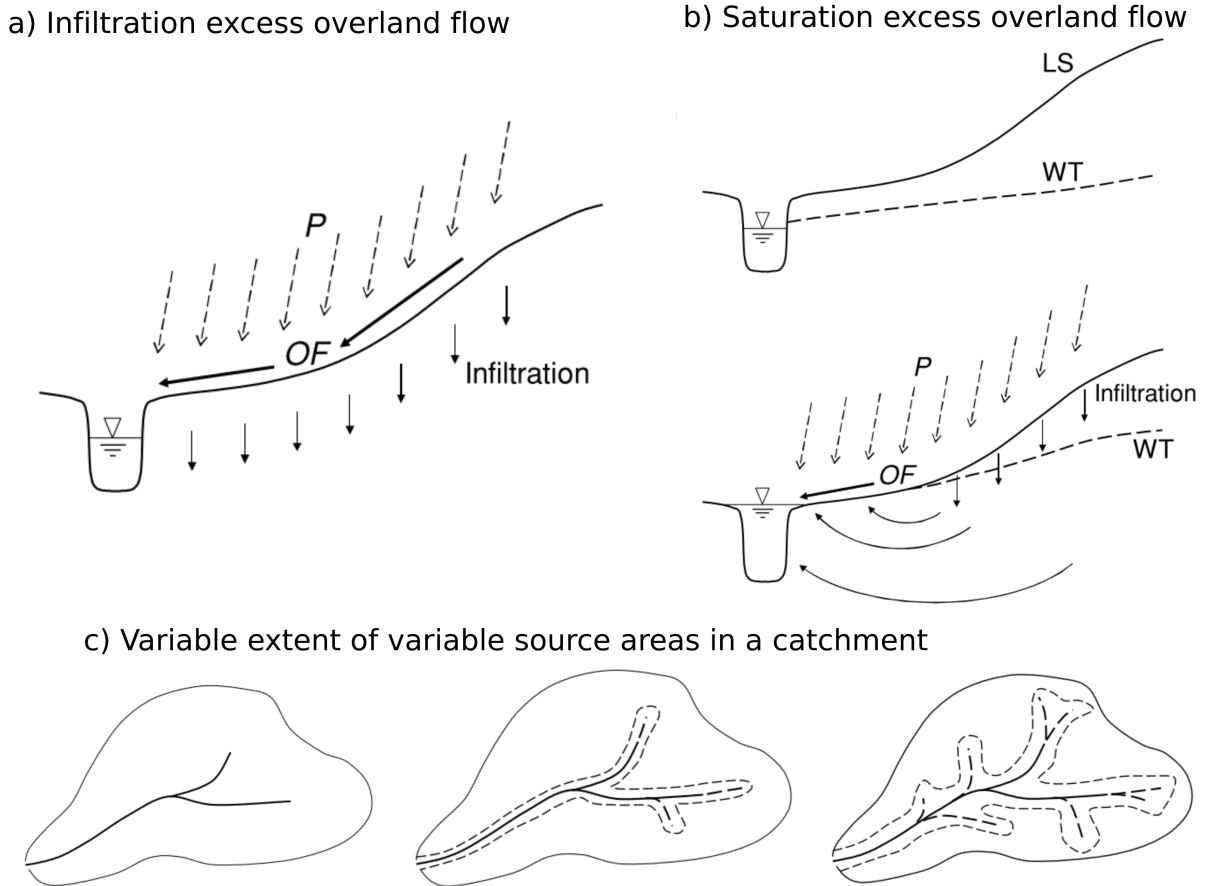 a) Infiltration excess overland flow
P
OF
Infiltration
b) Saturation excess overland flow
LS
WT
P
Infiltration
WT
OF
c) Variable extent of variable source areas in a catchment